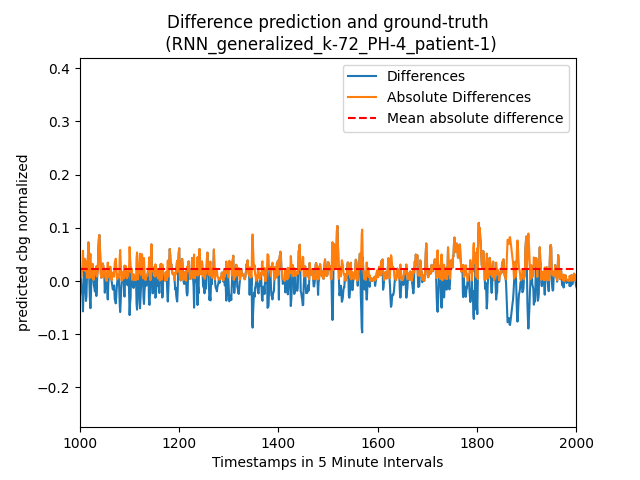 Difference prediction and ground-truth
(RNN_generalized_k-72_PH-4_patient-1)
Differences
Absolute Differences
Mean absolute difference
predicted cbg normalized
0.4
0.3
0.2
0.1
0.0
−0.1
−0.2
1000 1200 1400 1600 1800 2000
Timestamps in 5 Minute Intervals